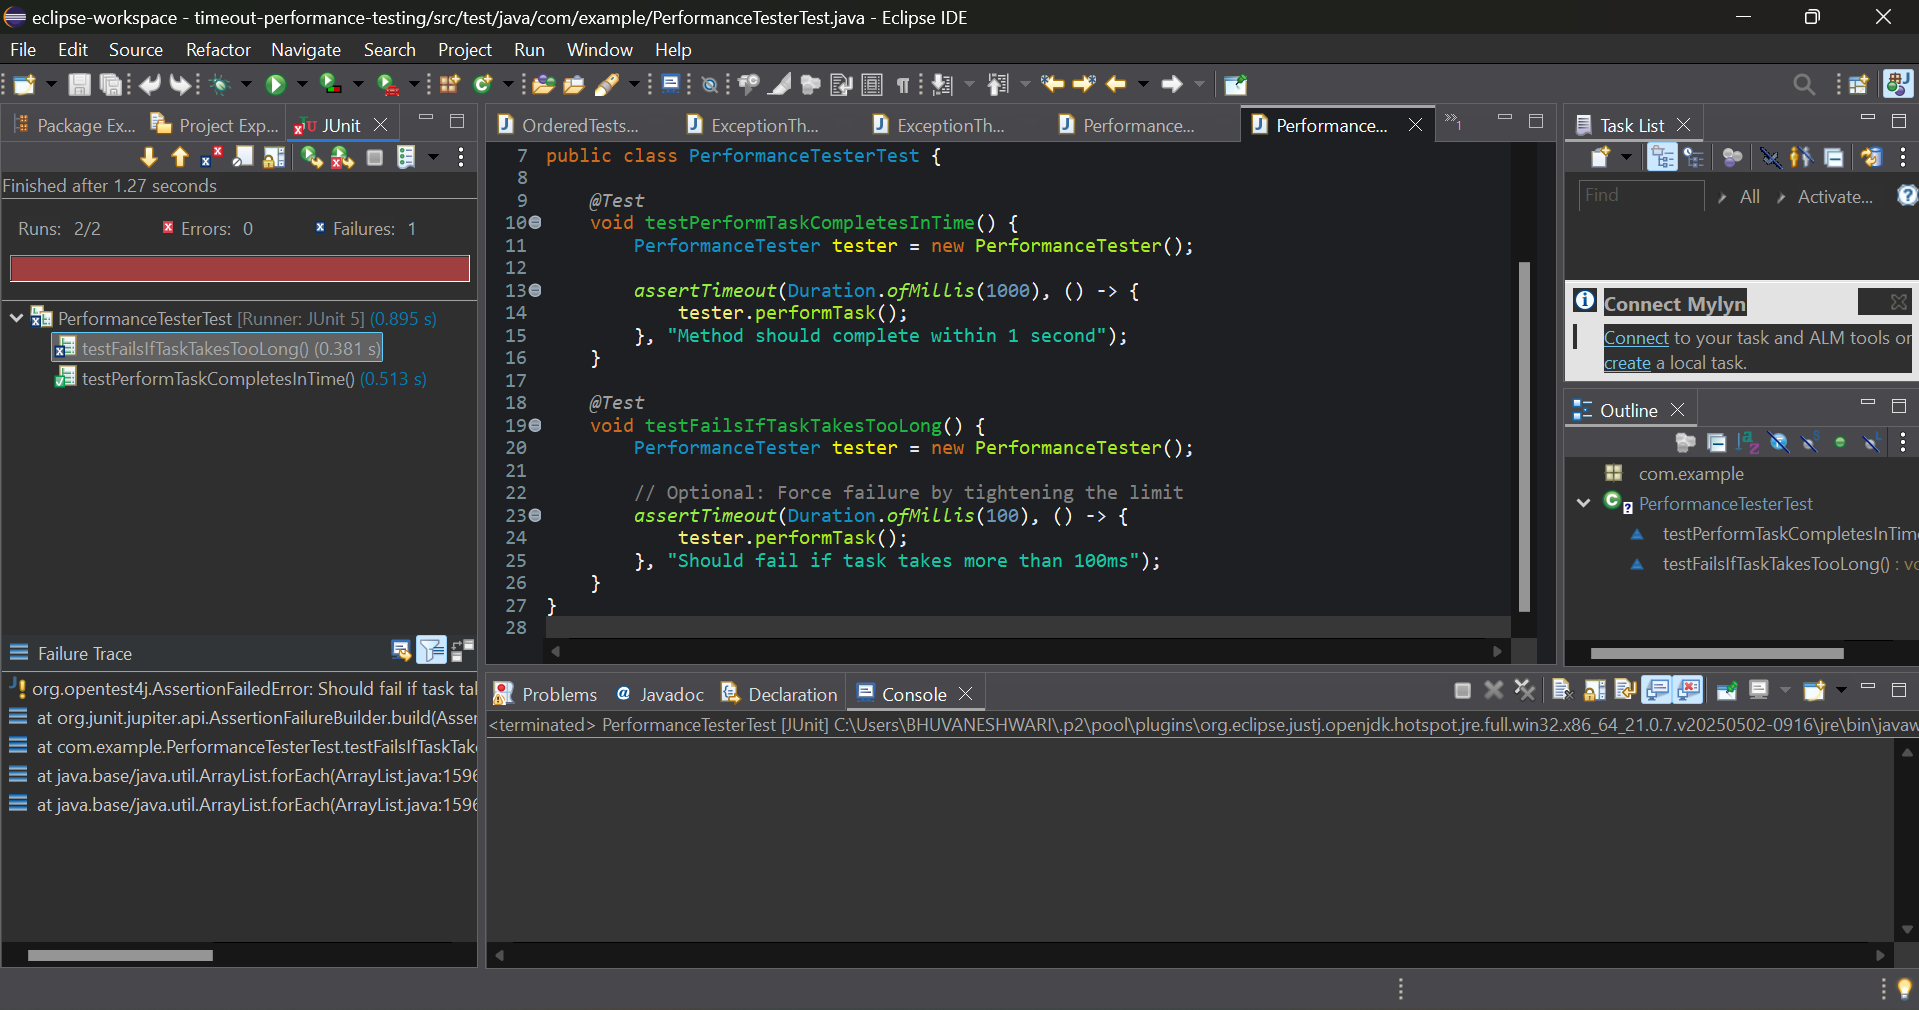 eclipse-workspace - timeout-performance-testing/src/test/java/com/example/PerformanceTesterTest.java - Eclipse IDE
File Edit Source Refactor Navigate Search Project Run Window Help
Package Ex... Project Exp... JUnit
Finished after 1.27 seconds
Runs: 2/2 Errors: 0 Failures: 1
PerformanceTesterTest [Runner: JUnit 5] (0.895 s)
testFailsIfTaskTakesTooLong() (0.381 s)
testPerformTaskCompletesInTime() (0.513 s)
Failure Trace
org.opentest4j.AssertionFailedError: Should fail if task tal
at org.junit.jupiter.api.AssertionFailureBuilder.build(Asser
at com.example.PerformanceTesterTest.testFailsIfTaskTak
at java.base/java.util.ArrayList.forEach(ArrayList.java:1596
at java.base/java.util.ArrayList.forEach(ArrayList.java:1596
OrderedTests... ExceptionTh... ExceptionTh... Performance... Performance... »1
7 public class PerformanceTesterTest {
8
9 @Test
10 void testPerformTaskCompletesInTime() {
11 PerformanceTester tester = new PerformanceTester();
12
13 assertTimeout(Duration.ofMillis(1000), () -> {
14 tester.performTask();
15 }, "Method should complete within 1 second");
16 }
17
18 @Test
19 void testFailsIfTaskTakesTooLong() {
20 PerformanceTester tester = new PerformanceTester();
21
22 // Optional: Force failure by tightening the limit
23 assertTimeout(Duration.ofMillis(100), () -> {
24 tester.performTask();
25 }, "Should fail if task takes more than 100ms");
26 }
27 }
28
Problems Javadoc Declaration Console
<terminated> PerformanceTesterTest [JUnit] C:\Users\BHUVANESHWARI\.p2\pool\plugins\org.eclipse.justj.openjdk.hotspot.jre.full.win32.x86_64_21.0.7.v20250502-0916\jre\bin\javaw
Task List
Find All Activate...
Connect Mylyn
Connect to your task and ALM tools or
create a local task.
Outline
com.example
PerformanceTesterTest
testPerformTaskCompletesInTim
testFailsIfTaskTakesTooLong() : vo